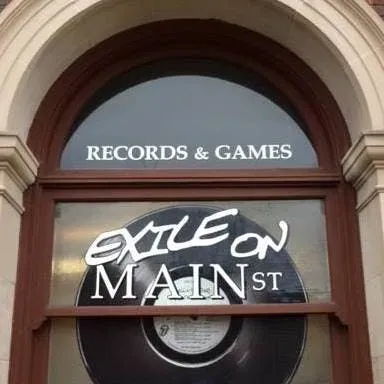 RECORDS & GAMES
EXILE ON
MAIN ST